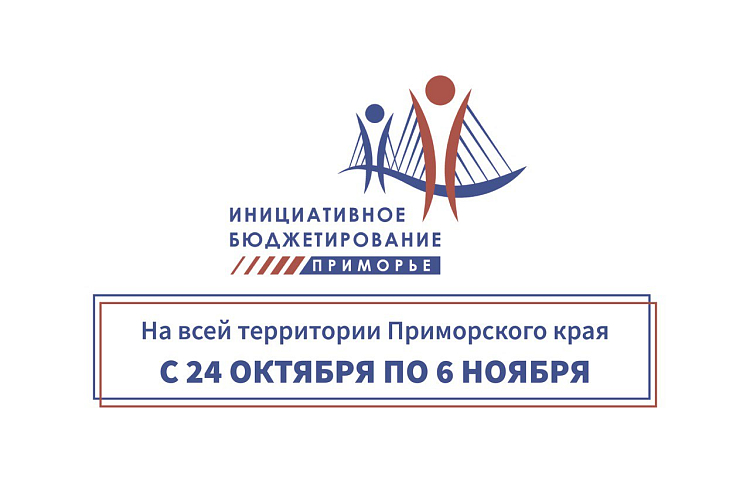 ИНИЦИАТИВНОЕ
БЮДЖЕТИРОВАНИЕ
ПРИМОРЬЕ
На всей территории Приморского края
С 24 ОКТЯБРЯ ПО 6 НОЯБРЯ